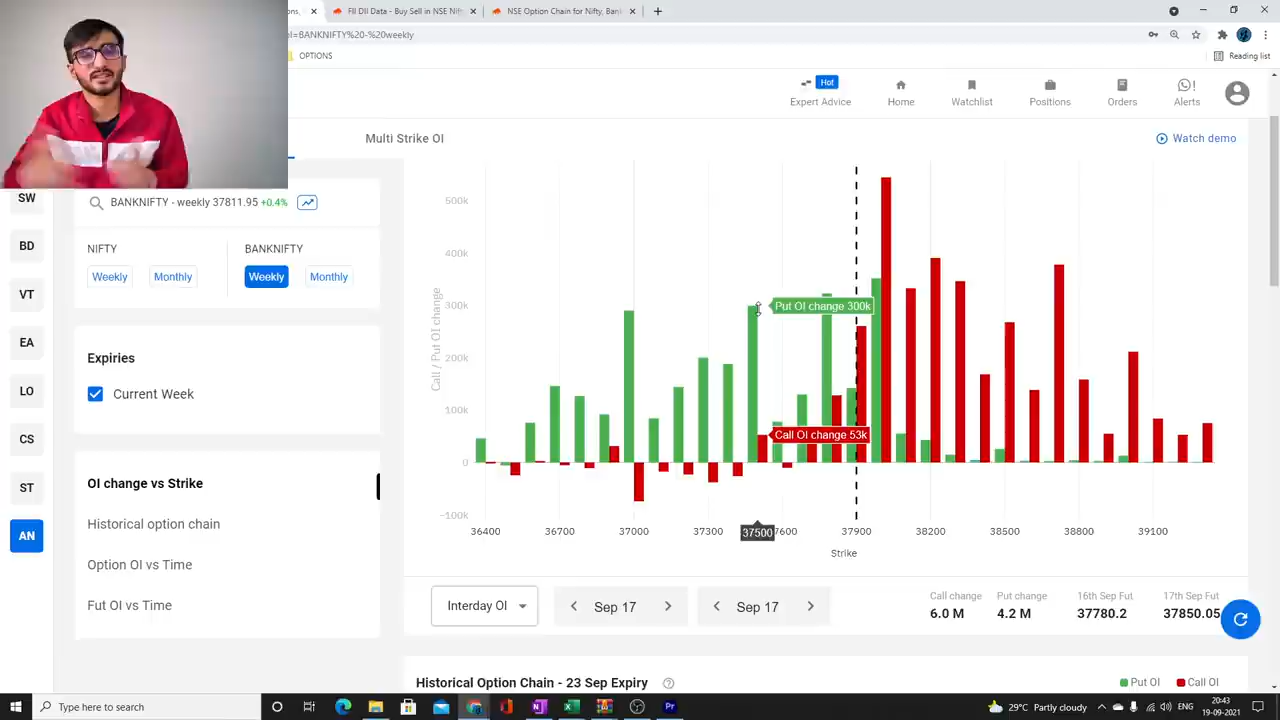 ons,
FII DII Data - Buy Sell in NSE Nift
NSE Option Chain for Nifty, Bank
l=BANKNIFTY%20-%20weekly
OPTIONS
Reading list
Hot
Expert Advice
Home
Watchlist
Positions
Orders
Alerts
Multi Strike OI
Watch demo
SW
BD
VT
EA
LO
CS
ST
AN
BANKNIFTY - weekly 37811.95 +0.4%
NIFTY
BANKNIFTY
Weekly
Monthly
Weekly
Monthly
Expiries
Current Week
OI change vs Strike
Historical option chain
Option OI vs Time
Fut OI vs Time
Call / Put OI change
500k
400k
300k
200k
100k
0
−100k
Put OI change 300k
Call OI change 53k
36400
36700
37000
37300
37500
7600
37900
38200
38500
38800
39100
Strike
Interday OI
Sep 17
Sep 17
Call change
6.0 M
Put change
4.2 M
16th Sep Fut
37780.2
17th Sep Fut
37850.05
Historical Option Chain - 23 Sep Expiry
Put OI
Call OI
Type here to search
29°C Partly cloudy
ENG
20:43
19-09-2021